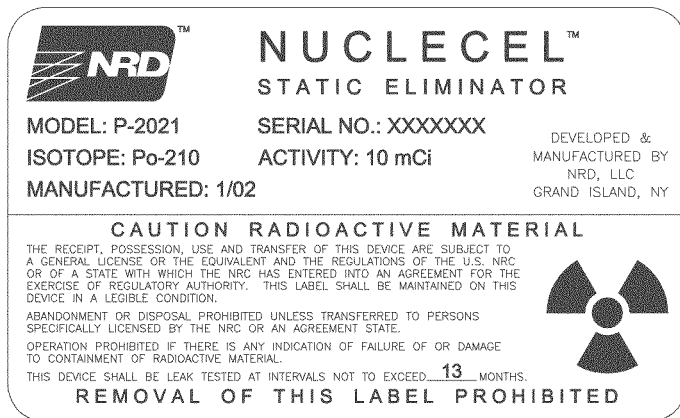 NRD™
NUCLECEL™
STATIC ELIMINATOR
MODEL: P-2021 SERIAL NO.: XXXXXXX
ISOTOPE: Po-210 ACTIVITY: 10 mCi
MANUFACTURED: 1/02
DEVELOPED &
MANUFACTURED BY
NRD, LLC
GRAND ISLAND, NY
CAUTION RADIOACTIVE MATERIAL
THE RECEIPT, POSSESSION, USE AND TRANSFER OF THIS DEVICE ARE SUBJECT TO
A GENERAL LICENSE OR THE EQUIVALENT AND THE REGULATIONS OF THE U.S. NRC
OR OF A STATE WITH WHICH THE NRC HAS ENTERED INTO AN AGREEMENT FOR THE
EXERCISE OF REGULATORY AUTHORITY. THIS LABEL SHALL BE MAINTAINED ON THIS
DEVICE IN A LEGIBLE CONDITION.
ABANDONMENT OR DISPOSAL PROHIBITED UNLESS TRANSFERRED TO PERSONS
SPECIFICALLY LICENSED BY THE NRC OR AN AGREEMENT STATE.
OPERATION PROHIBITED IF THERE IS ANY INDICATION OF FAILURE OF OR DAMAGE
TO CONTAINMENT OF RADIOACTIVE MATERIAL.
THIS DEVICE SHALL BE LEAK TESTED AT INTERVALS NOT TO EXCEED 13 MONTHS.
REMOVAL OF THIS LABEL PROHIBITED